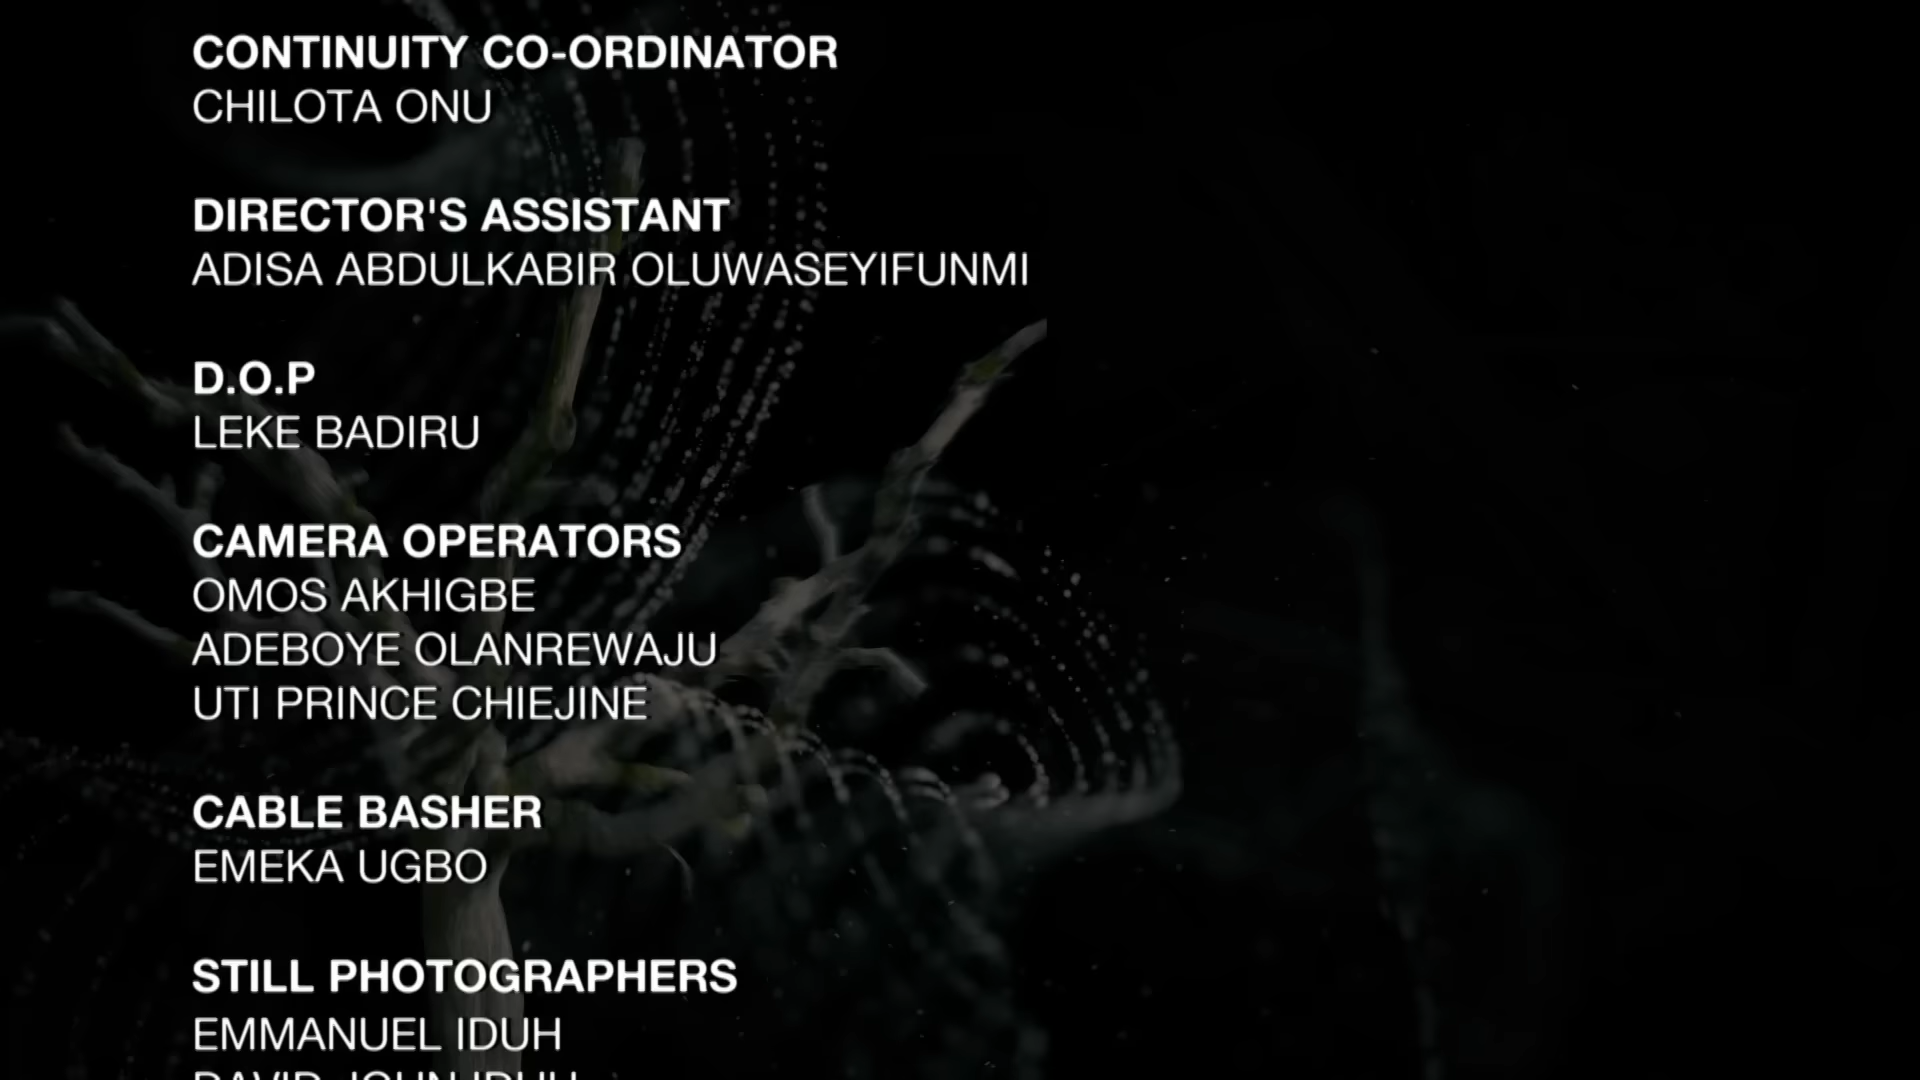 CONTINUITY CO-ORDINATOR
CHILOTA ONU
DIRECTOR'S ASSISTANT
ADISA ABDULKABIR OLUWASEYIFUNMI
D.O.P
LEKE BADIRU
CAMERA OPERATORS
OMOS AKHIGBE
ADEBOYE OLANREWAJU
UTI PRINCE CHIEJINE
CABLE BASHER
EMEKA UGBO
STILL PHOTOGRAPHERS
EMMANUEL IDUH